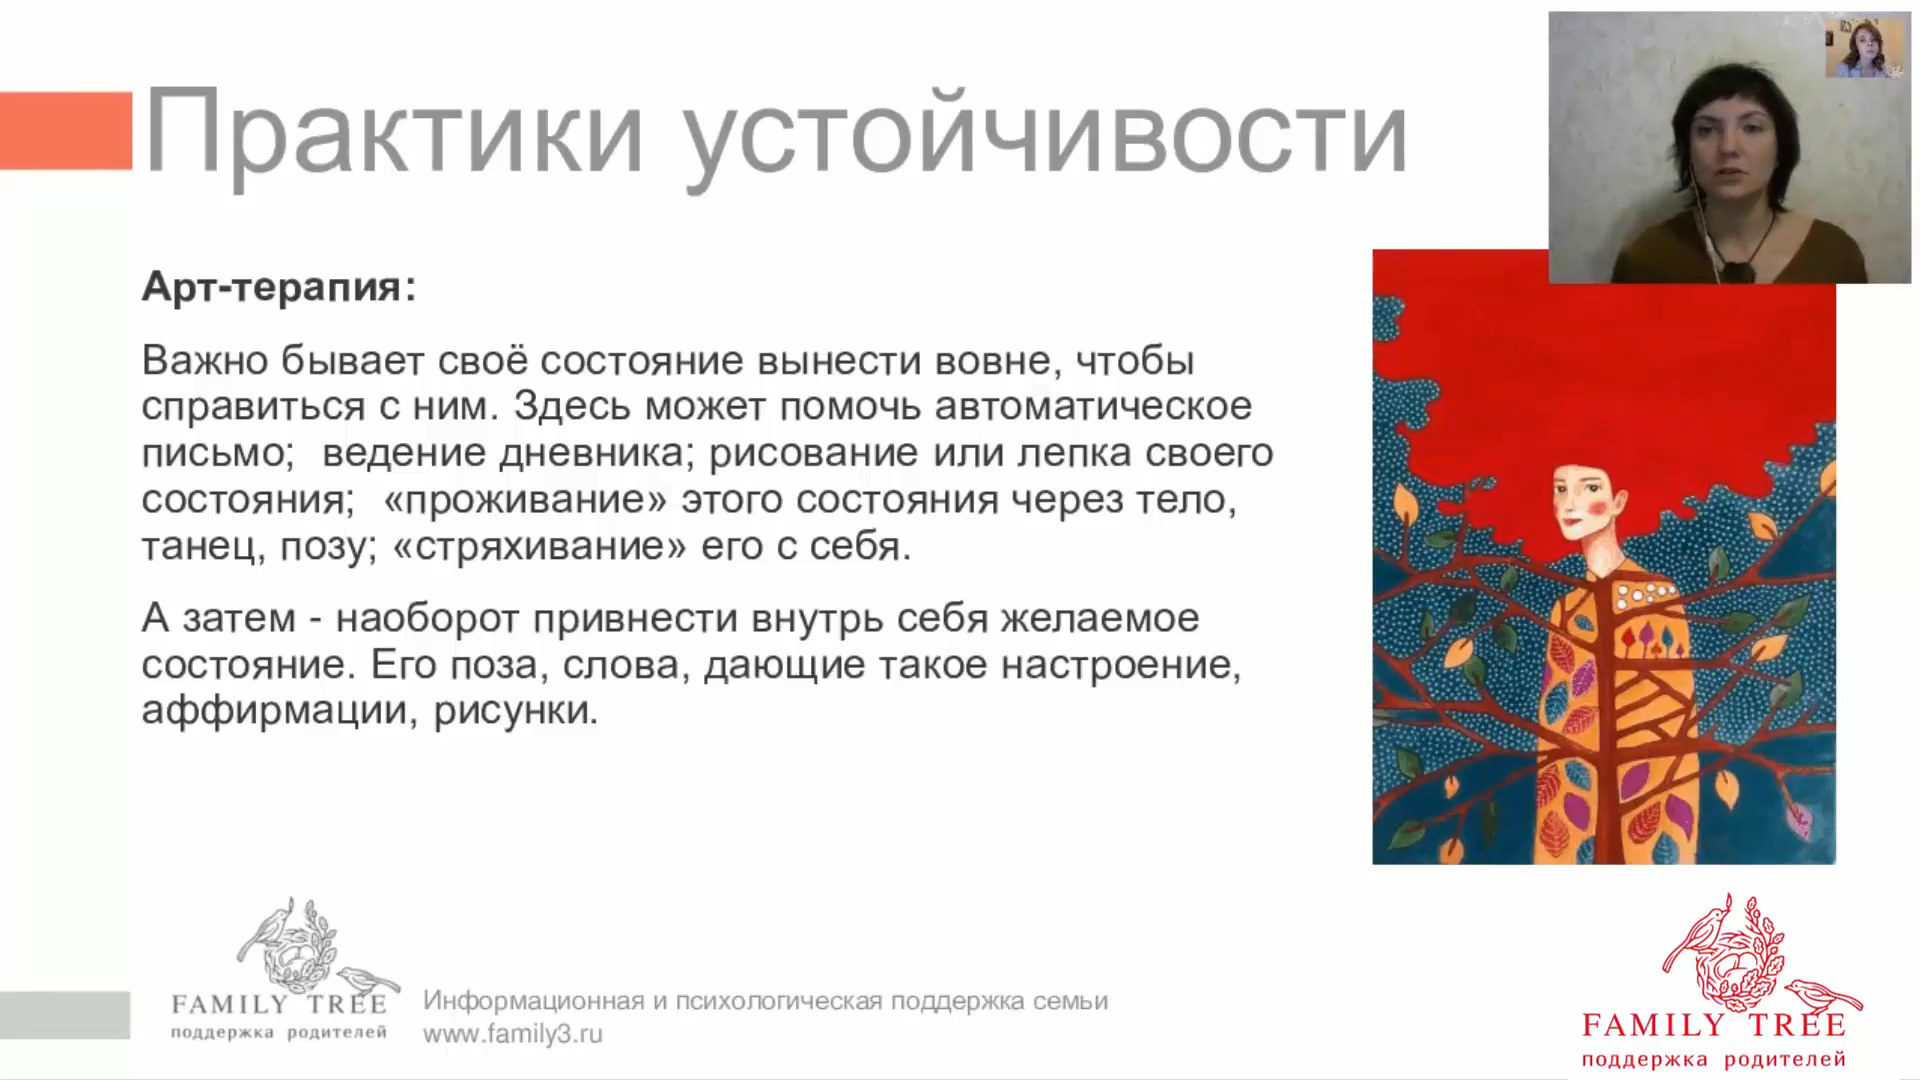 Практики устойчивости
Арт-терапия:
Важно бывает своё состояние вынести вовне, чтобы
справиться с ним. Здесь может помочь автоматическое
письмо;  ведение дневника; рисование или лепка своего
состояния;  «проживание» этого состояния через тело,
танец, позу; «стряхивание» его с себя.
А затем - наоборот привнести внутрь себя желаемое
состояние. Его поза, слова, дающие такое настроение,
аффирмации, рисунки.
FAMILY TREE
поддержка родителей
Информационная и психологическая поддержка семьи
www.family3.ru
FAMILY TREE
поддержка родителей